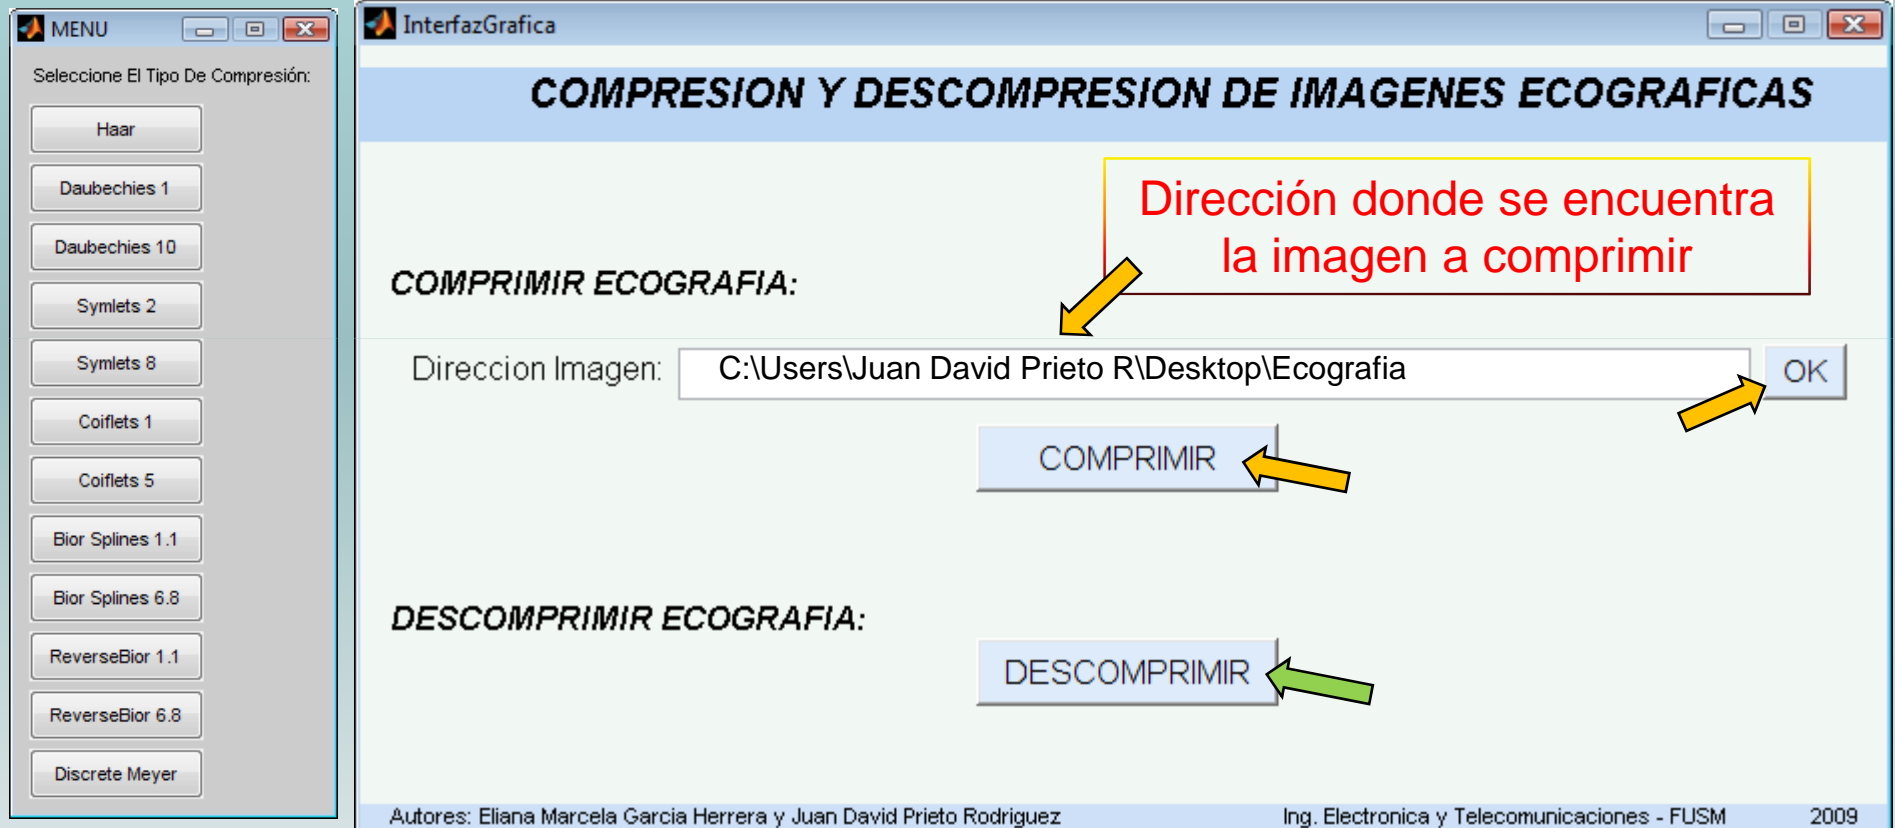 MENU
Seleccione El Tipo De Compresión:
Haar
Daubechies 1
Daubechies 10
Symlets 2
Symlets 8
Coiflets 1
Coiflets 5
Bior Splines 1.1
Bior Splines 6.8
ReverseBior 1.1
ReverseBior 6.8
Discrete Meyer
InterfazGrafica
COMPRESION Y DESCOMPRESION DE IMAGENES ECOGRAFICAS
Dirección donde se encuentra
la imagen a comprimir
COMPRIMIR ECOGRAFIA:
Direccion Imagen: C:\Users\Juan David Prieto R\Desktop\Ecografia OK
COMPRIMIR
DESCOMPRIMIR ECOGRAFIA:
DESCOMPRIMIR
Autores: Eliana Marcela Garcia Herrera y Juan David Prieto Rodriguez Ing. Electronica y Telecomunicaciones - FUSM 2009